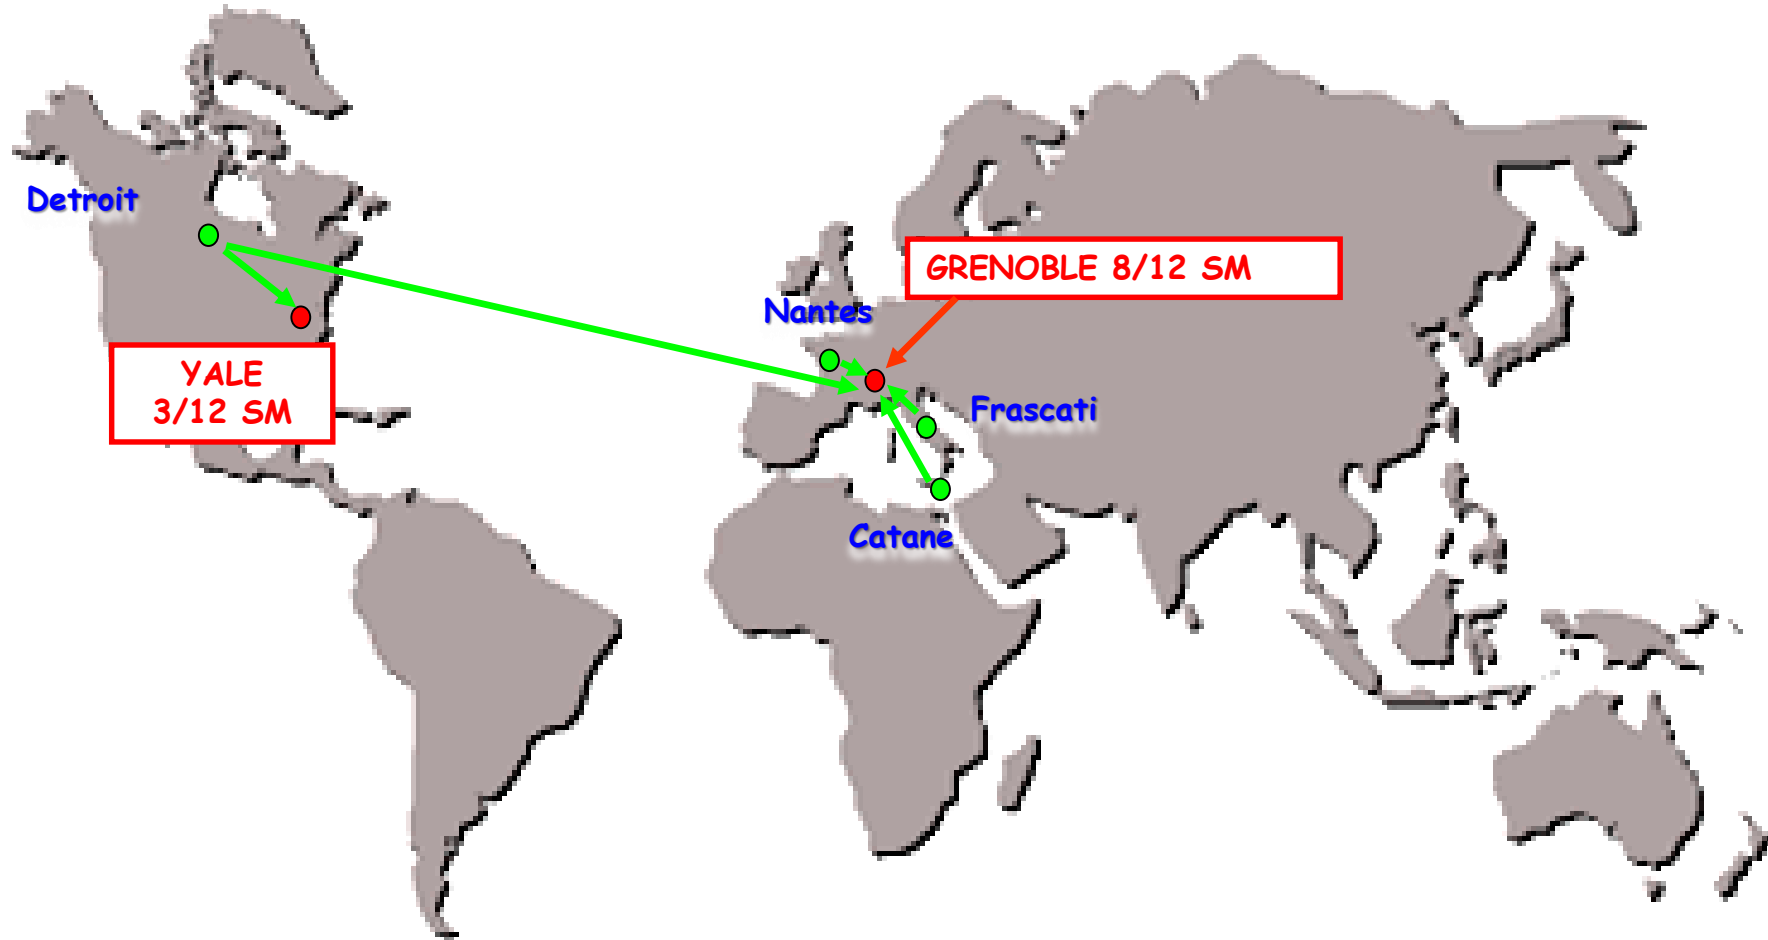 Detroit
GRENOBLE 8/12 SM
Nantes
YALE
3/12 SM
Frascati
Catane